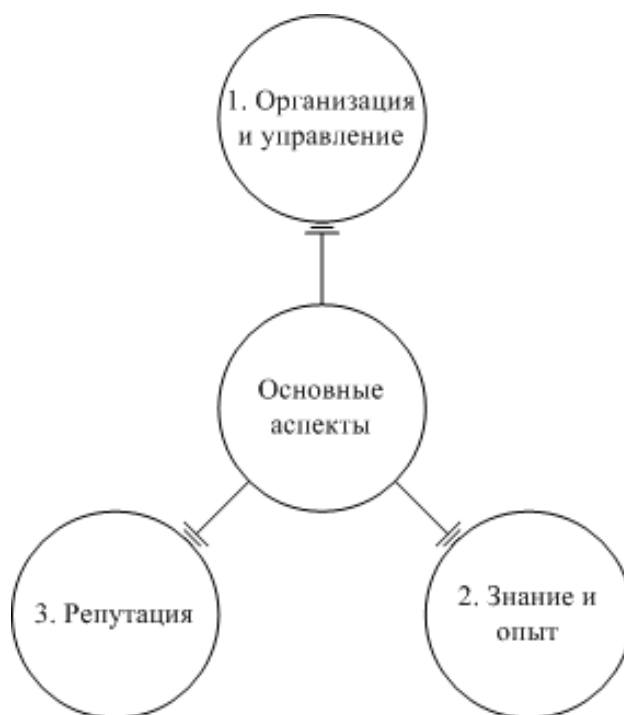 1. Организация
и управление
Основные
аспекты
3. Репутация
2. Знание и
опыт